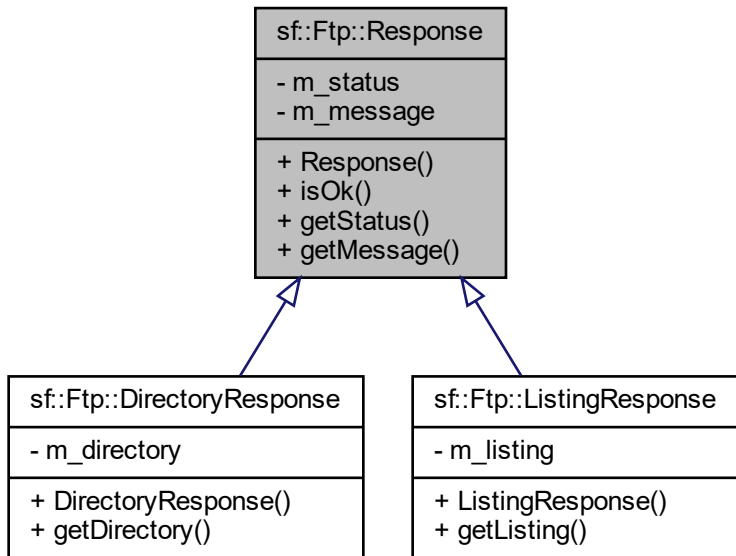 sf::Ftp::Response
- m_status
- m_message
+ Response()
+ isOk()
+ getStatus()
+ getMessage()
sf::Ftp::DirectoryResponse
- m_directory
+ DirectoryResponse()
+ getDirectory()
sf::Ftp::ListingResponse
- m_listing
+ ListingResponse()
+ getListing()